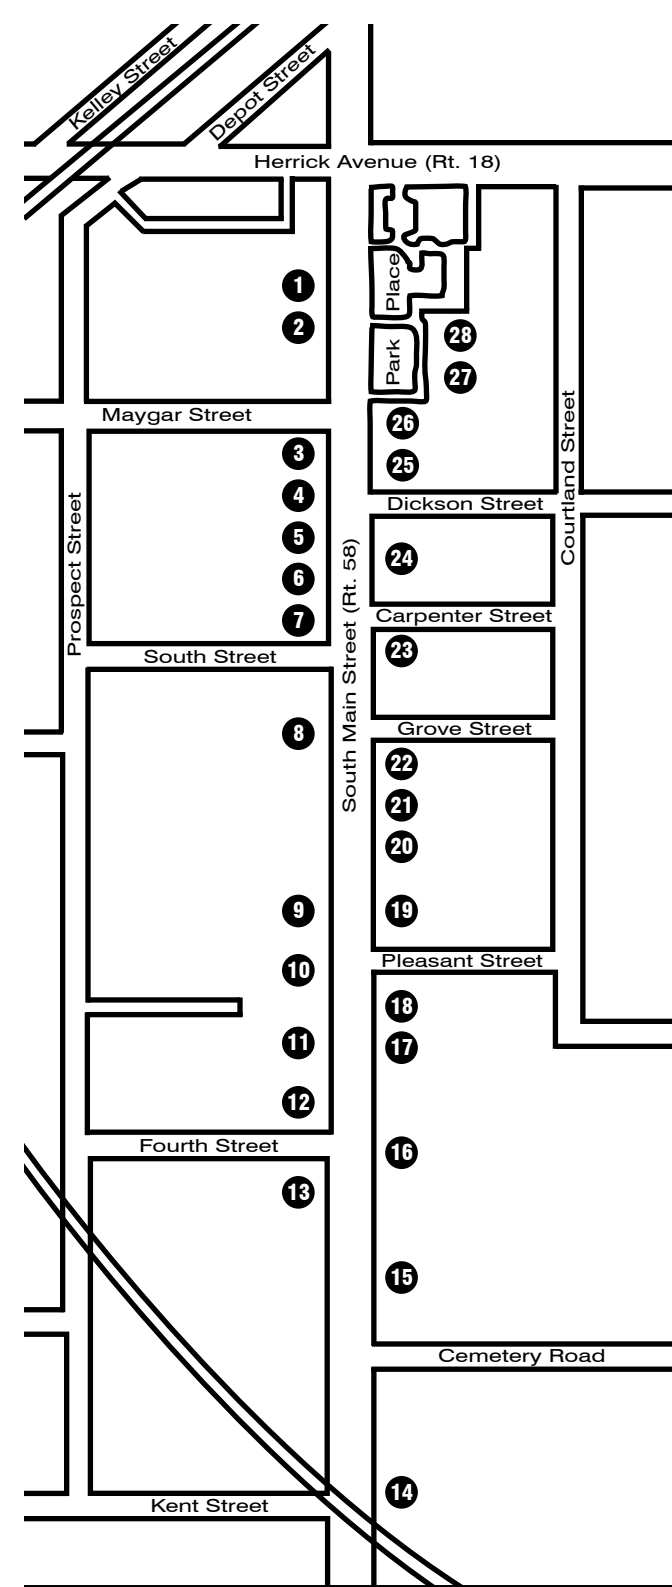 Kelley Street
Depot Street
Herrick Avenue (Rt. 18)
1
Place
2
28
Park
27
Maygar Street
26
3
25
Courtland Street
4
Dickson Street
Prospect Street
5
24
South Main Street (Rt. 58)
6
Carpenter Street
7
23
South Street
Grove Street
8
22
21
20
9
19
Pleasant Street
10
18
11
17
12
Fourth Street
16
13
15
Cemetery Road
14
Kent Street